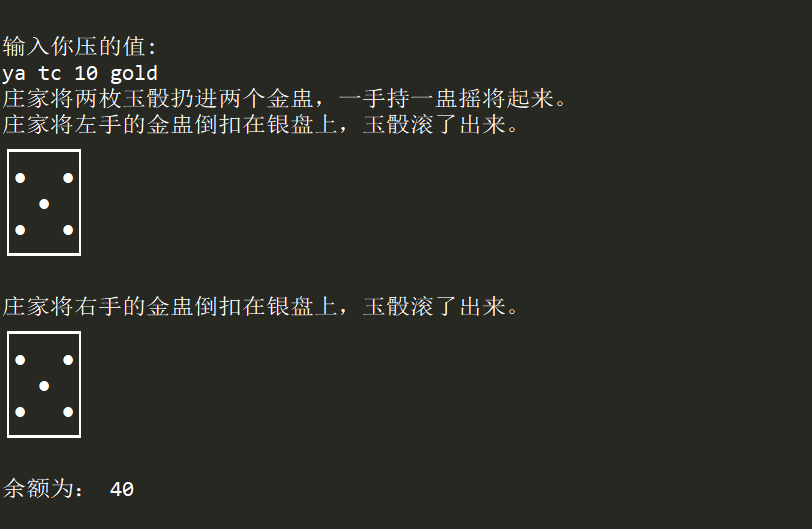 输入你压的值:
ya tc 10 gold
庄家将两枚玉骰扔进两个金盅，一手持一盅摇将起来。
庄家将左手的金盅倒扣在银盘上，玉骰滚了出来。
庄家将右手的金盅倒扣在银盘上，玉骰滚了出来。
余额为： 40